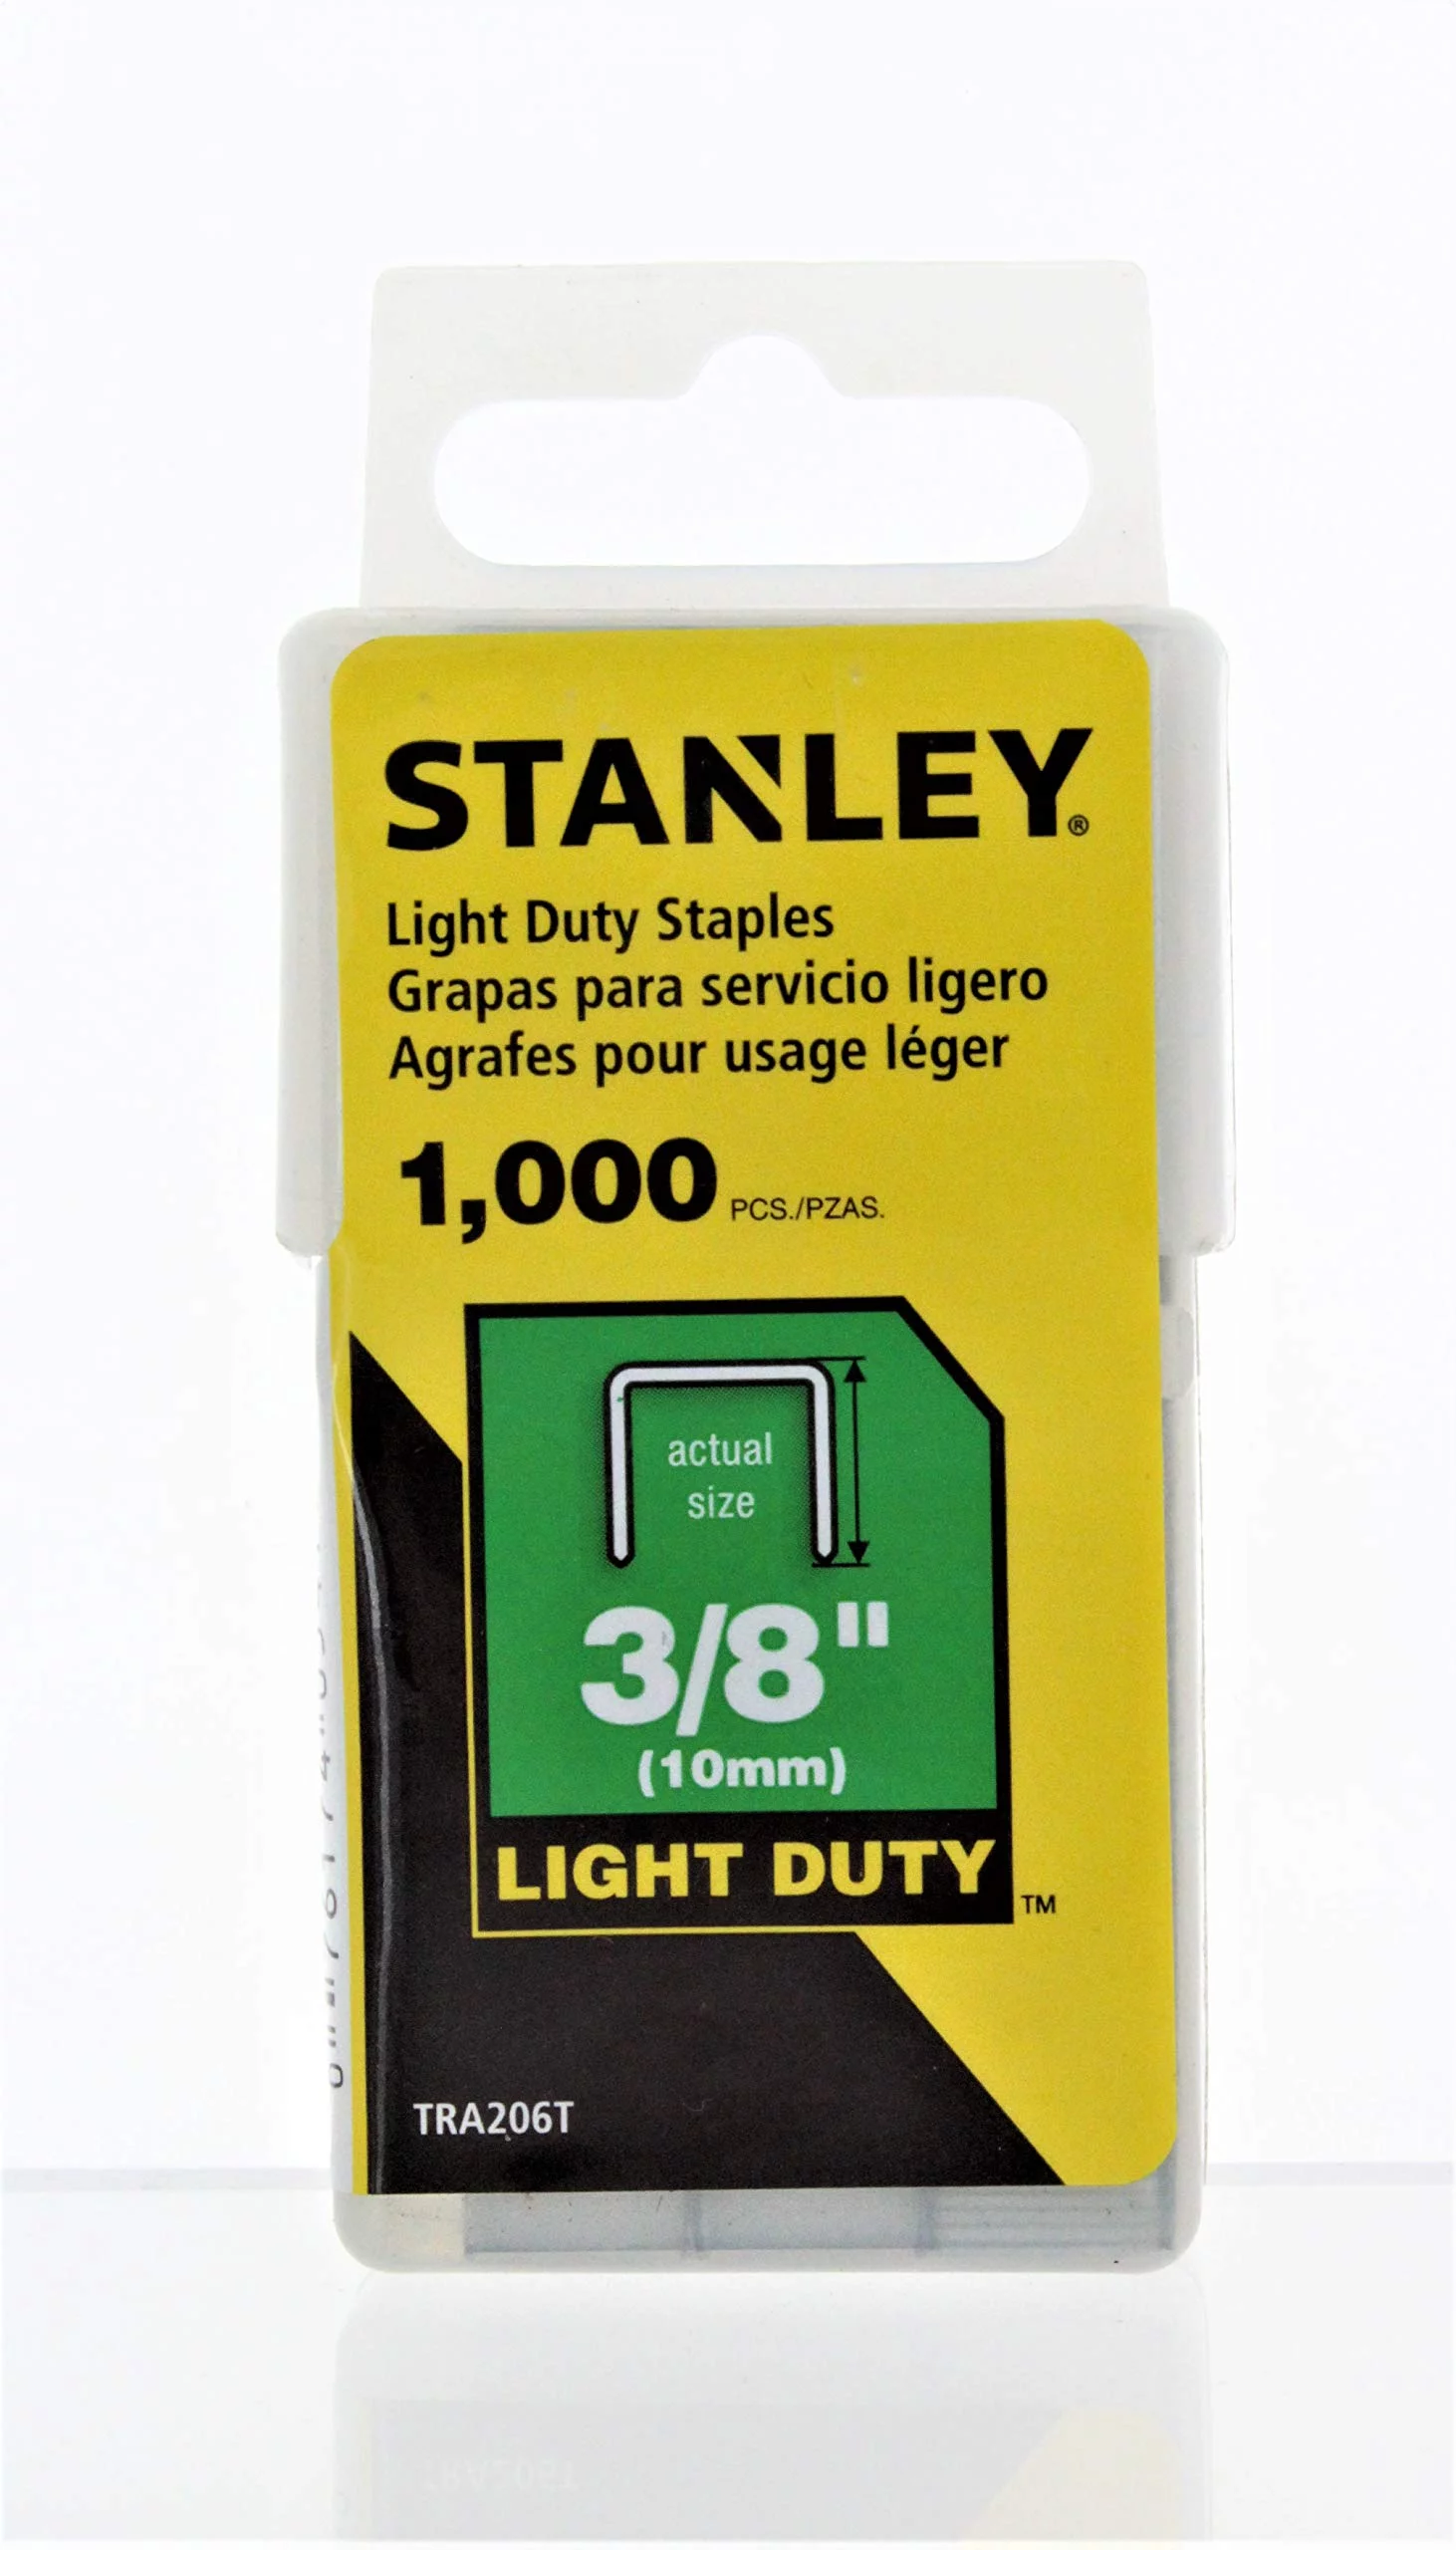 STANLEY®
Light Duty Staples
Grapas para servicio ligero
Agrafes pour usage léger
1,000 PCS./PZAS.
actual
size
3/8"
(10mm)
LIGHT DUTY™
TRA206T